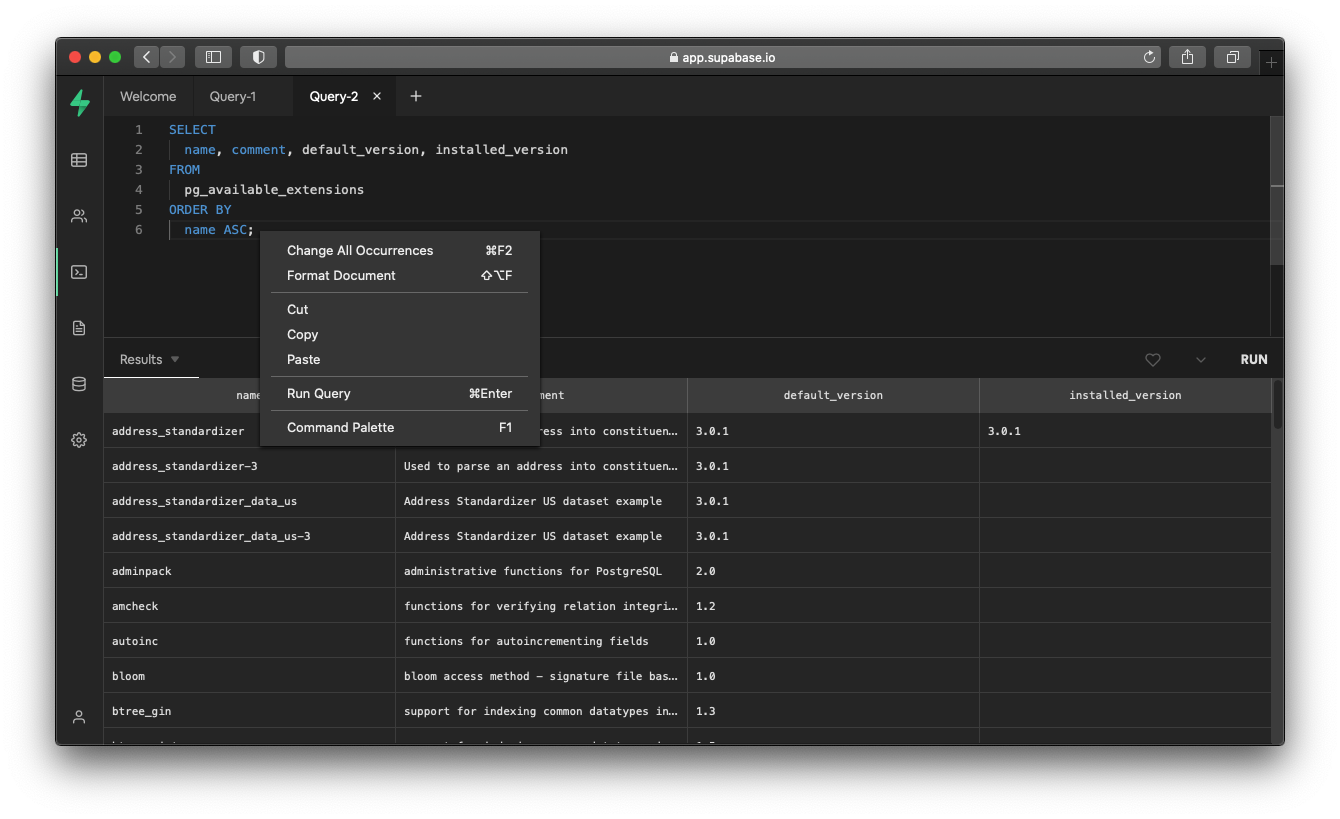 app.supabase.io
Welcome Query-1 Query-2 × +
1 SELECT
2 name, comment, default_version, installed_version
3 FROM
4 pg_available_extensions
5 ORDER BY
6 name ASC;
Change All Occurrences ⌘F2
Format Document ⇧⌥F
Cut
Copy
Paste
Run Query ⌘Enter
Command Palette F1
Results RUN
name ment default_version installed_version
address_standardizer ress into constituen… 3.0.1 3.0.1
address_standardizer-3 Used to parse an address into constituen… 3.0.1
address_standardizer_data_us Address Standardizer US dataset example 3.0.1
address_standardizer_data_us-3 Address Standardizer US dataset example 3.0.1
adminpack administrative functions for PostgreSQL 2.0
amcheck functions for verifying relation integri… 1.2
autoinc functions for autoincrementing fields 1.0
bloom bloom access method - signature file bas… 1.0
btree_gin support for indexing common datatypes in… 1.3